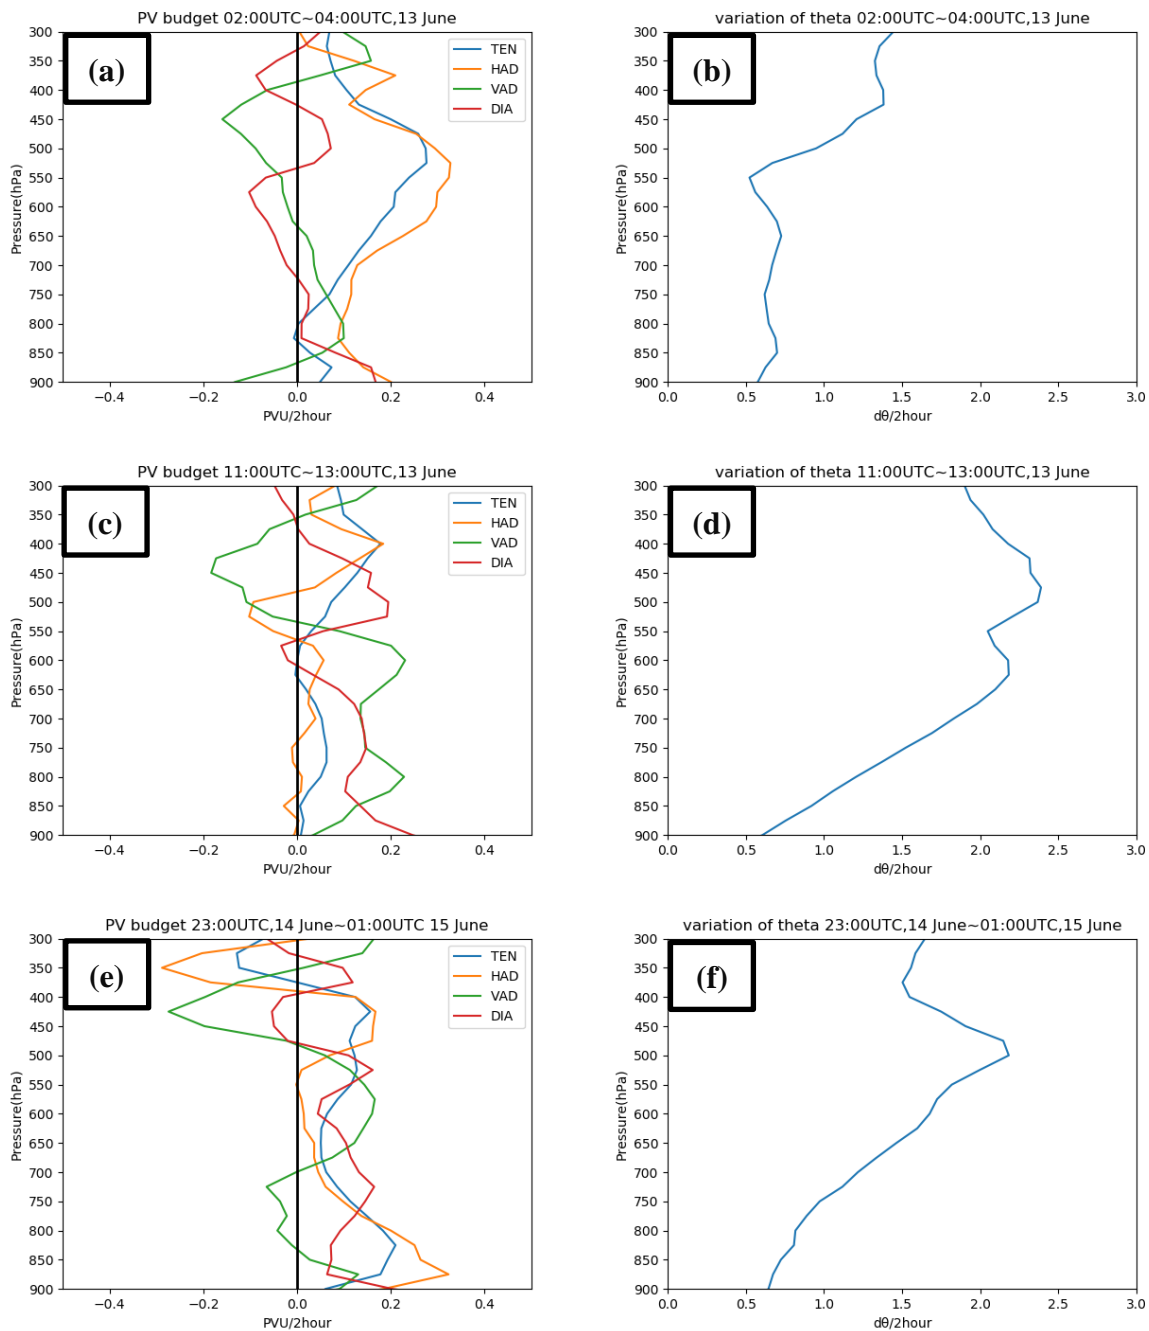 PV budget 02:00UTC~04:00UTC,13 June
(a)
TEN
HAD
VAD
DIA
300
350
400
450
500
550
600
650
700
750
800
850
900
Pressure(hPa)
−0.4 −0.2 0.0 0.2 0.4
PVU/2hour
variation of theta 02:00UTC~04:00UTC,13 June
(b)
300
350
400
450
500
550
600
650
700
750
800
850
900
Pressure(hPa)
0.0 0.5 1.0 1.5 2.0 2.5 3.0
dθ/2hour
PV budget 11:00UTC~13:00UTC,13 June
(c)
TEN
HAD
VAD
DIA
300
350
400
450
500
550
600
650
700
750
800
850
900
Pressure(hPa)
−0.4 −0.2 0.0 0.2 0.4
PVU/2hour
variation of theta 11:00UTC~13:00UTC,13 June
(d)
300
350
400
450
500
550
600
650
700
750
800
850
900
Pressure(hPa)
0.0 0.5 1.0 1.5 2.0 2.5 3.0
dθ/2hour
PV budget 23:00UTC,14 June~01:00UTC 15 June
(e)
TEN
HAD
VAD
DIA
300
350
400
450
500
550
600
650
700
750
800
850
900
Pressure(hPa)
−0.4 −0.2 0.0 0.2 0.4
PVU/2hour
variation of theta 23:00UTC,14 June~01:00UTC,15 June
(f)
300
350
400
450
500
550
600
650
700
750
800
850
900
Pressure(hPa)
0.0 0.5 1.0 1.5 2.0 2.5 3.0
dθ/2hour